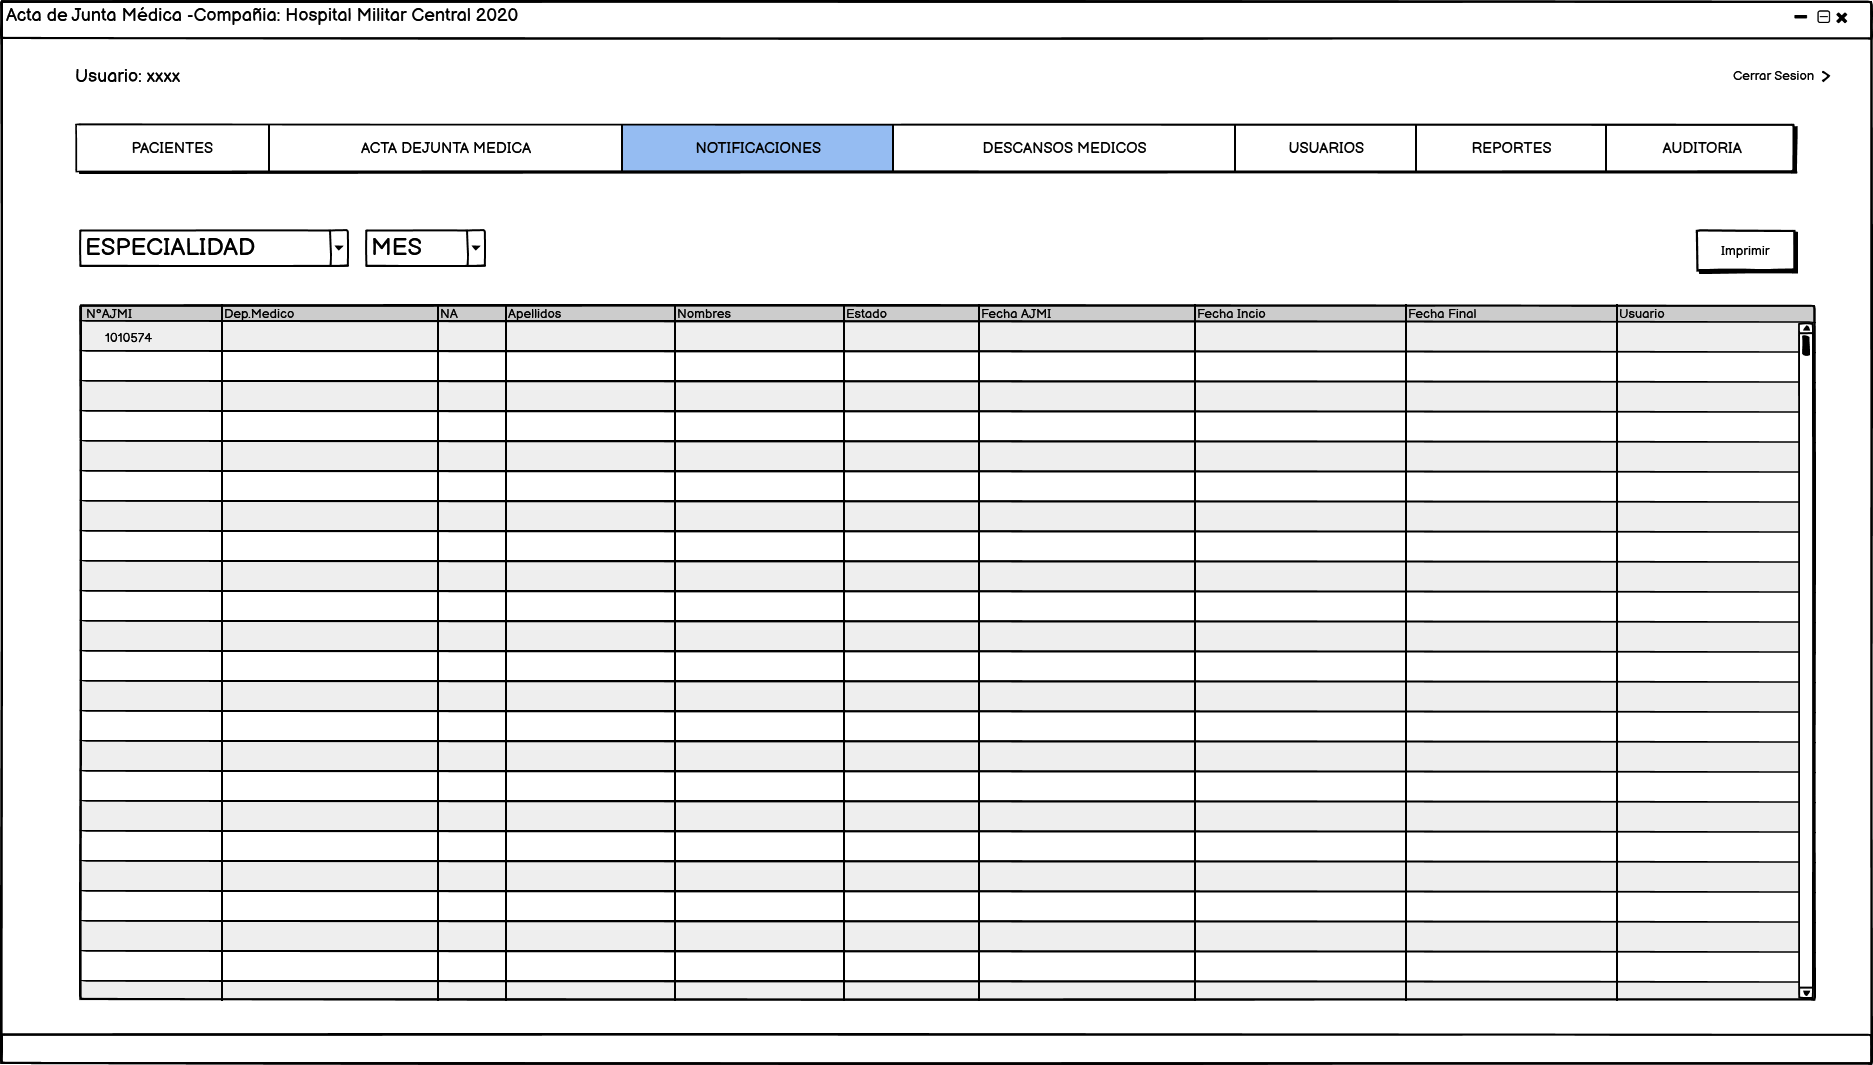 Acta de Junta Médica -Compañia: Hospital Militar Central 2020
Usuario: xxxx
Cerrar Sesion
PACIENTES ACTA DEJUNTA MEDICA NOTIFICACIONES DESCANSOS MEDICOS USUARIOS REPORTES AUDITORIA
ESPECIALIDAD MES Imprimir
N°AJMI Dep.Medico NA Apellidos Nombres Estado Fecha AJMI Fecha Incio Fecha Final Usuario
1010574